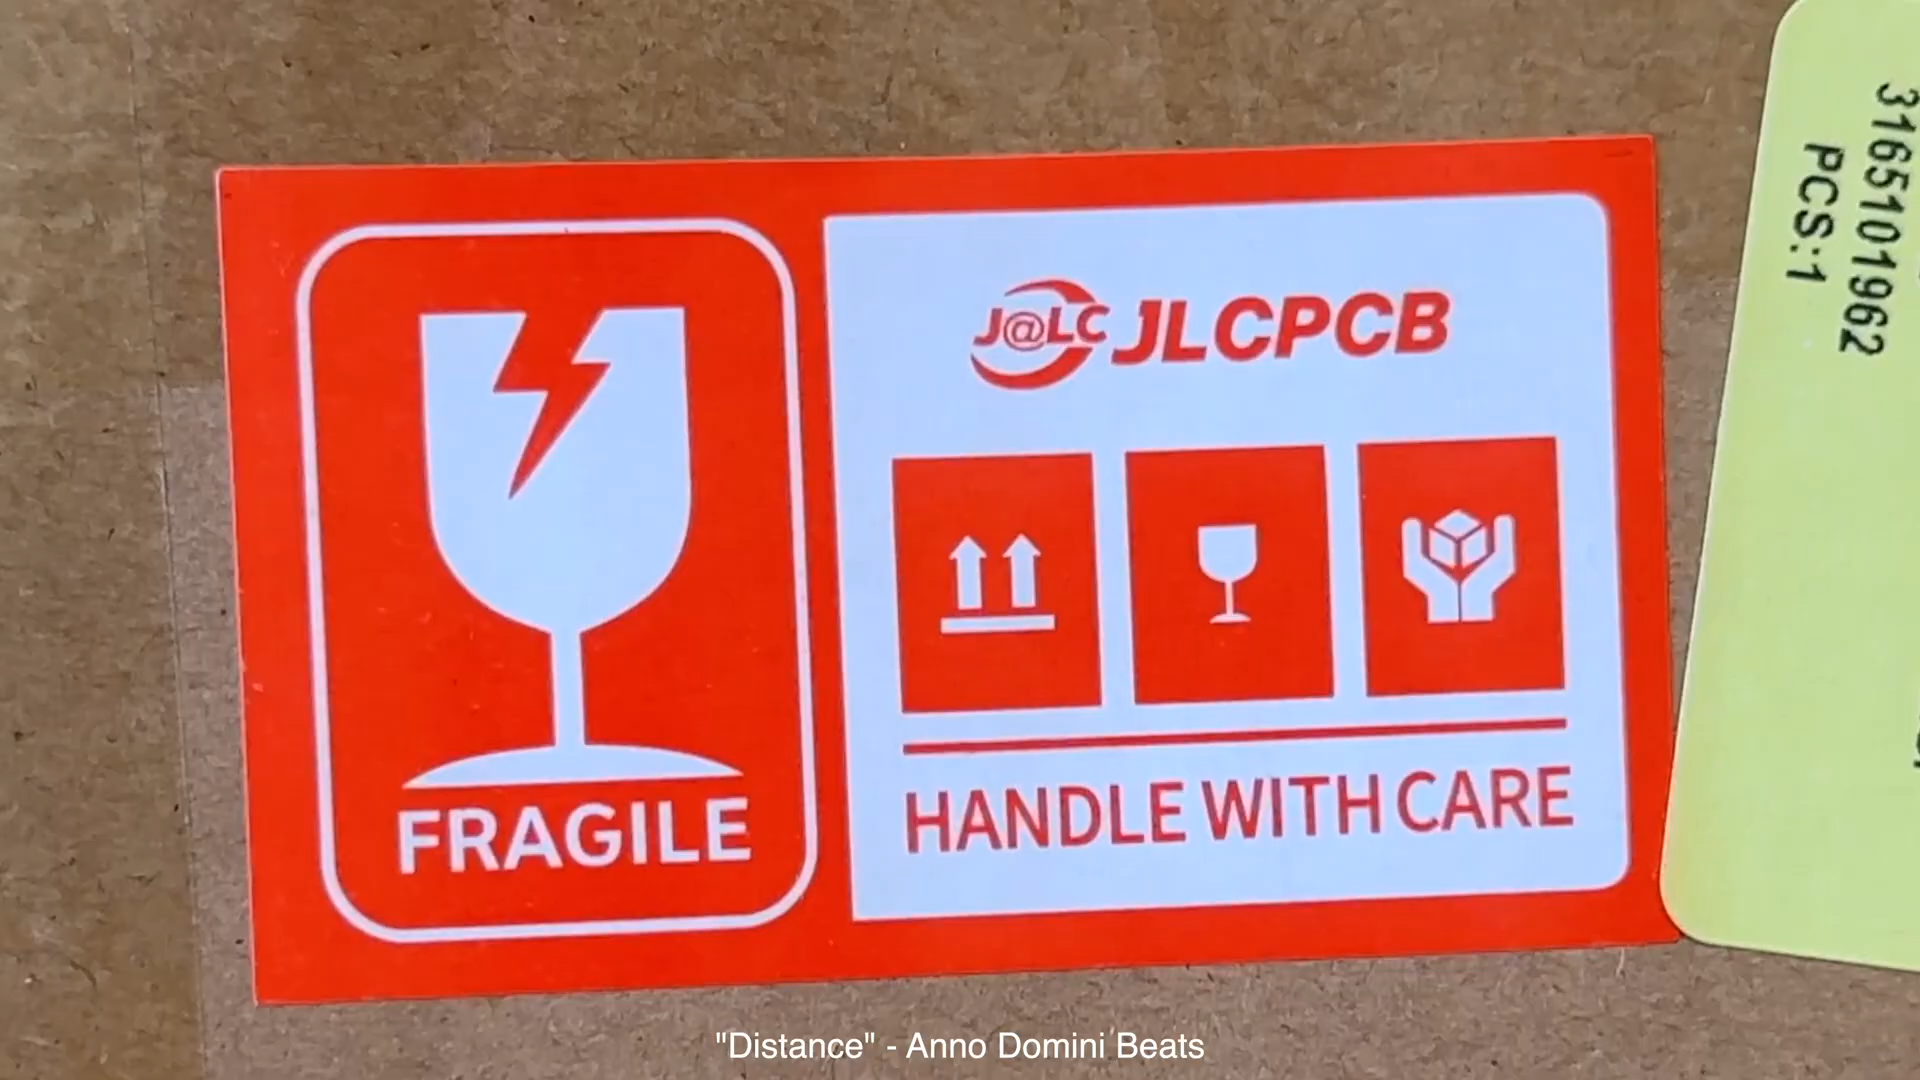 J@LC JLCPCB
FRAGILE
HANDLE WITH CARE
3165101962
PCS:1
"Distance" - Anno Domini Beats